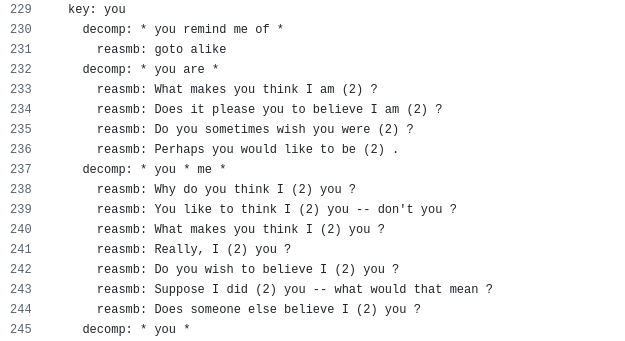 229 key: you
230 decomp: * you remind me of *
231 reasmb: goto alike
232 decomp: * you are *
233 reasmb: What makes you think I am (2) ?
234 reasmb: Does it please you to believe I am (2) ?
235 reasmb: Do you sometimes wish you were (2) ?
236 reasmb: Perhaps you would like to be (2) .
237 decomp: * you * me *
238 reasmb: Why do you think I (2) you ?
239 reasmb: You like to think I (2) you -- don't you ?
240 reasmb: What makes you think I (2) you ?
241 reasmb: Really, I (2) you ?
242 reasmb: Do you wish to believe I (2) you ?
243 reasmb: Suppose I did (2) you -- what would that mean ?
244 reasmb: Does someone else believe I (2) you ?
245 decomp: * you *